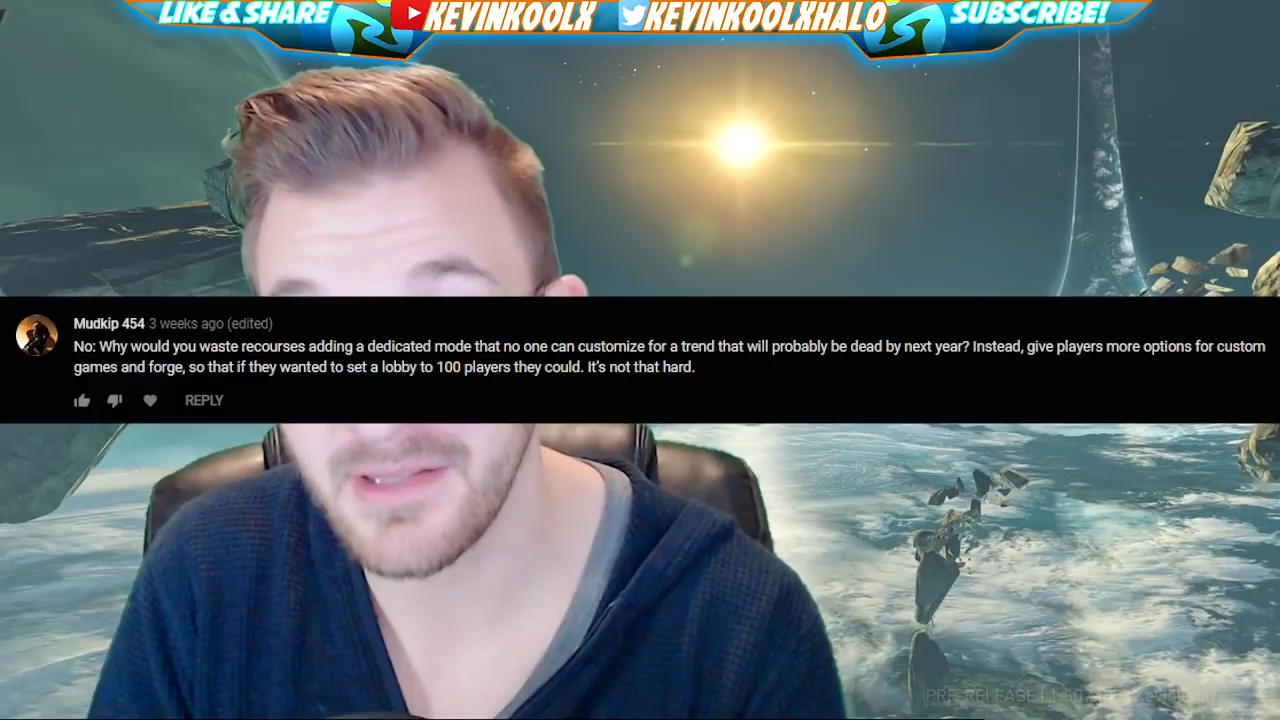 LIKE & SHARE KEVINKOOLX KEVINKOOLXHALO SUBSCRIBE!
Mudkip 454 3 weeks ago (edited)
No: Why would you waste recourses adding a dedicated mode that no one can customize for a trend that will probably be dead by next year? Instead, give players more options for custom
games and forge, so that if they wanted to set a lobby to 100 players they could. It's not that hard.
REPLY
PRE-RELEASE